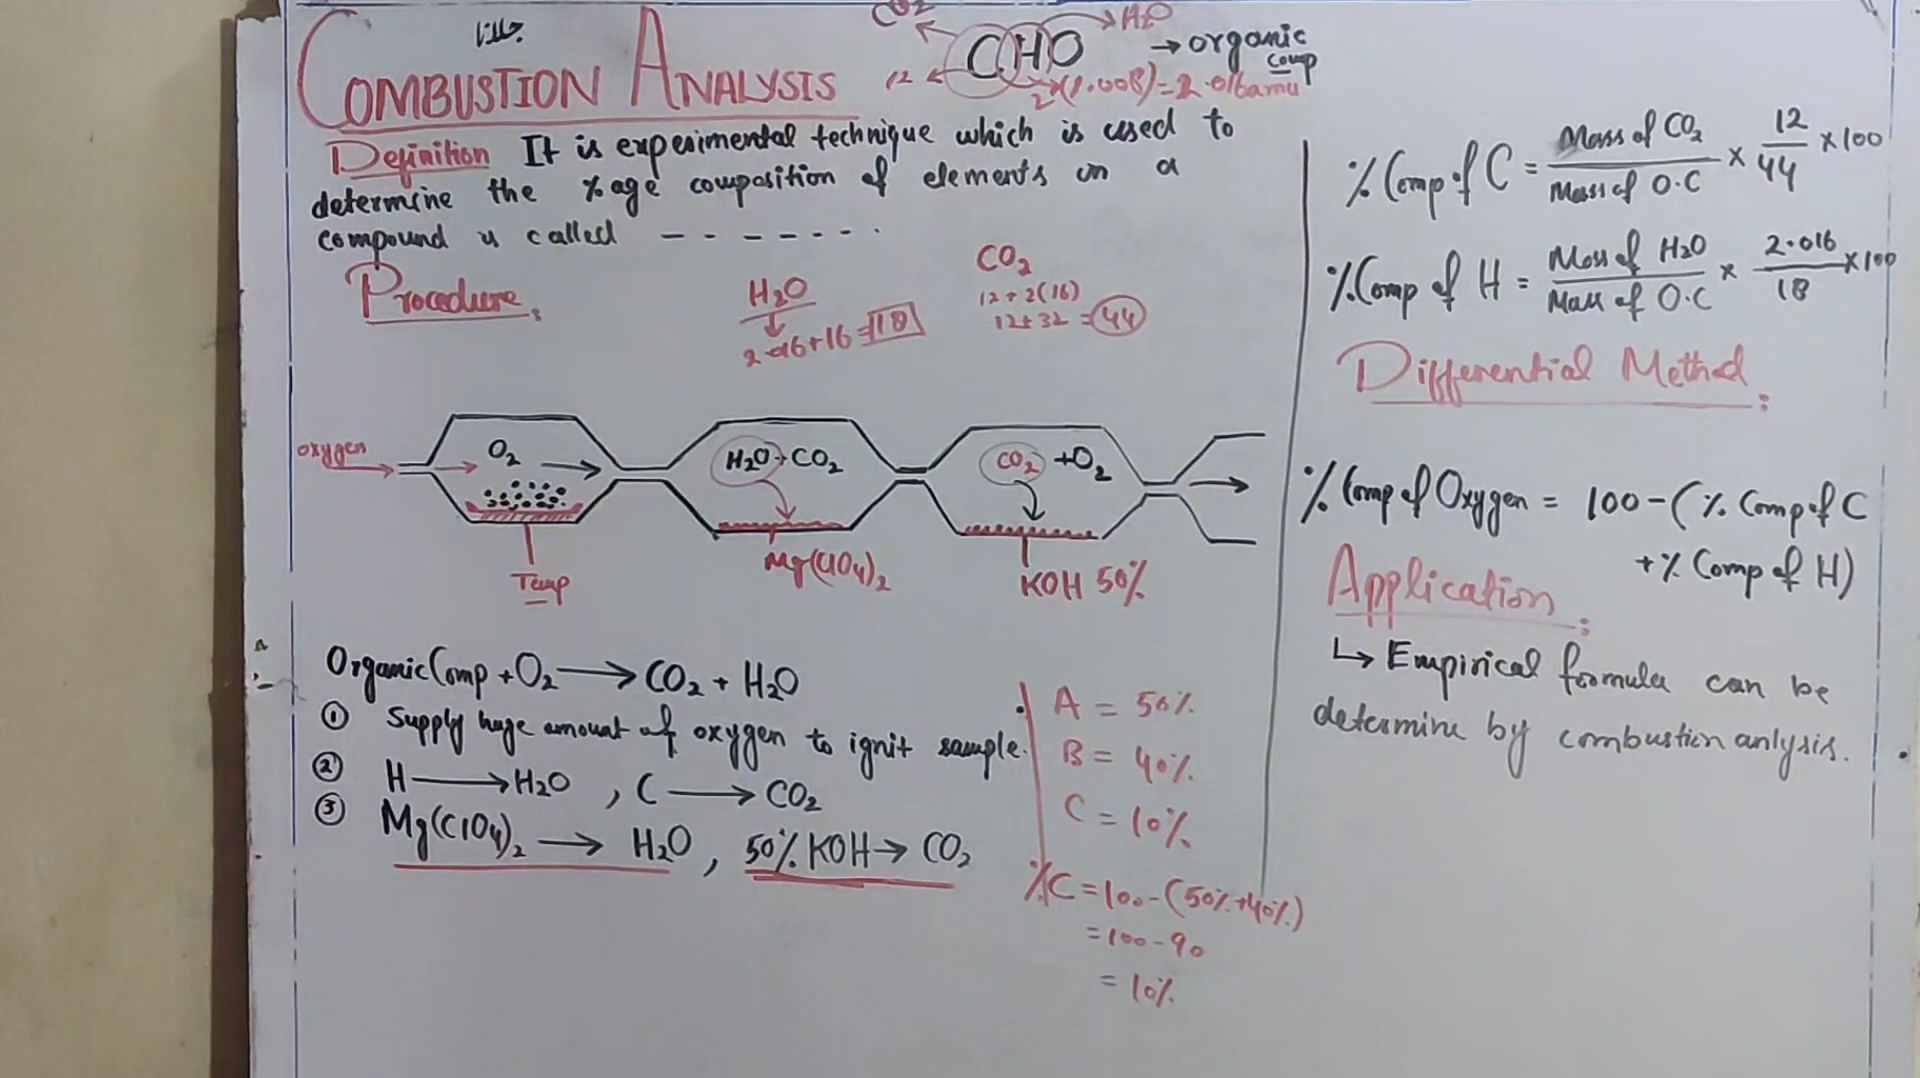 جلانا
COMBUSTION ANALYSIS
CO2
H2O
CHO → organic comp
12
2(1.008)=2.016amu
Definition It is experimental technique which is used to
determine the %age composition of elements in a
compound is called - - - - - - -
Procedure
H2O
2.016+16=18
CO2
12+2(16)
12+32=44
oxygen
O2
H2O+CO2
CO2+O2
Temp
Mg(ClO4)2
KOH 50%
Organic Comp + O2 → CO2 + H2O
① Supply huge amount of oxygen to ignit sample.
② H → H2O , C → CO2
③ Mg(ClO4)2 → H2O , 50% KOH → CO2
A = 50%
B = 40%
C = 10%
%C=100-(50%+40%)
=100-90
=10%
% Comp of C = Mass of CO2 / Mass of O.C × 12/44 ×100
% Comp of H = Mass of H2O / Mass of O.C × 2.016/18 ×100
Differential Method:
% Comp of Oxygen = 100-(% Comp of C
+% Comp of H)
Application:
↳ Empirical formula can be
determine by combustion anlysis.